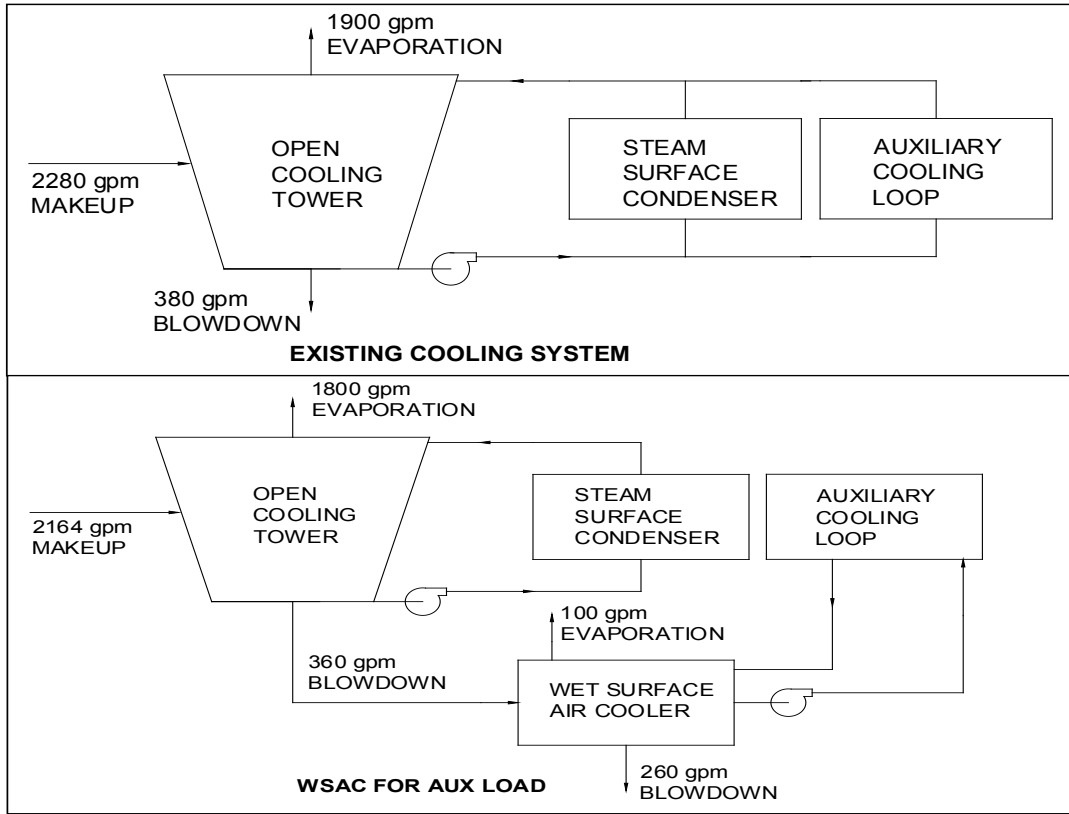 1900 gpm
EVAPORATION
OPEN
COOLING
TOWER
STEAM
SURFACE
CONDENSER
AUXILIARY
COOLING
LOOP
2280 gpm
MAKEUP
380 gpm
BLOWDOWN
EXISTING COOLING SYSTEM
1800 gpm
EVAPORATION
OPEN
COOLING
TOWER
STEAM
SURFACE
CONDENSER
AUXILIARY
COOLING
LOOP
2164 gpm
MAKEUP
100 gpm
EVAPORATION
360 gpm
BLOWDOWN
WET SURFACE
AIR COOLER
260 gpm
BLOWDOWN
WSAC FOR AUX LOAD